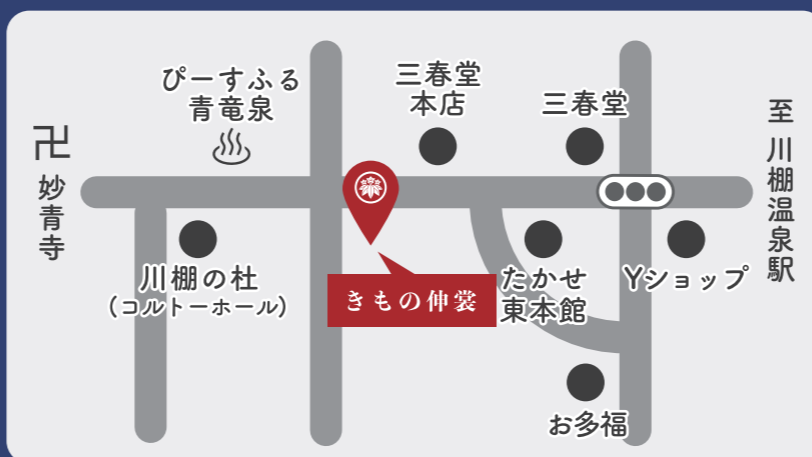 ぴーすふる
青竜泉
三春堂
本店
三春堂
至 川棚温泉駅
卍 妙青寺
川棚の杜
（コルトーホール）
きもの伸裳
たかせ
東本館
Yショップ
お多福